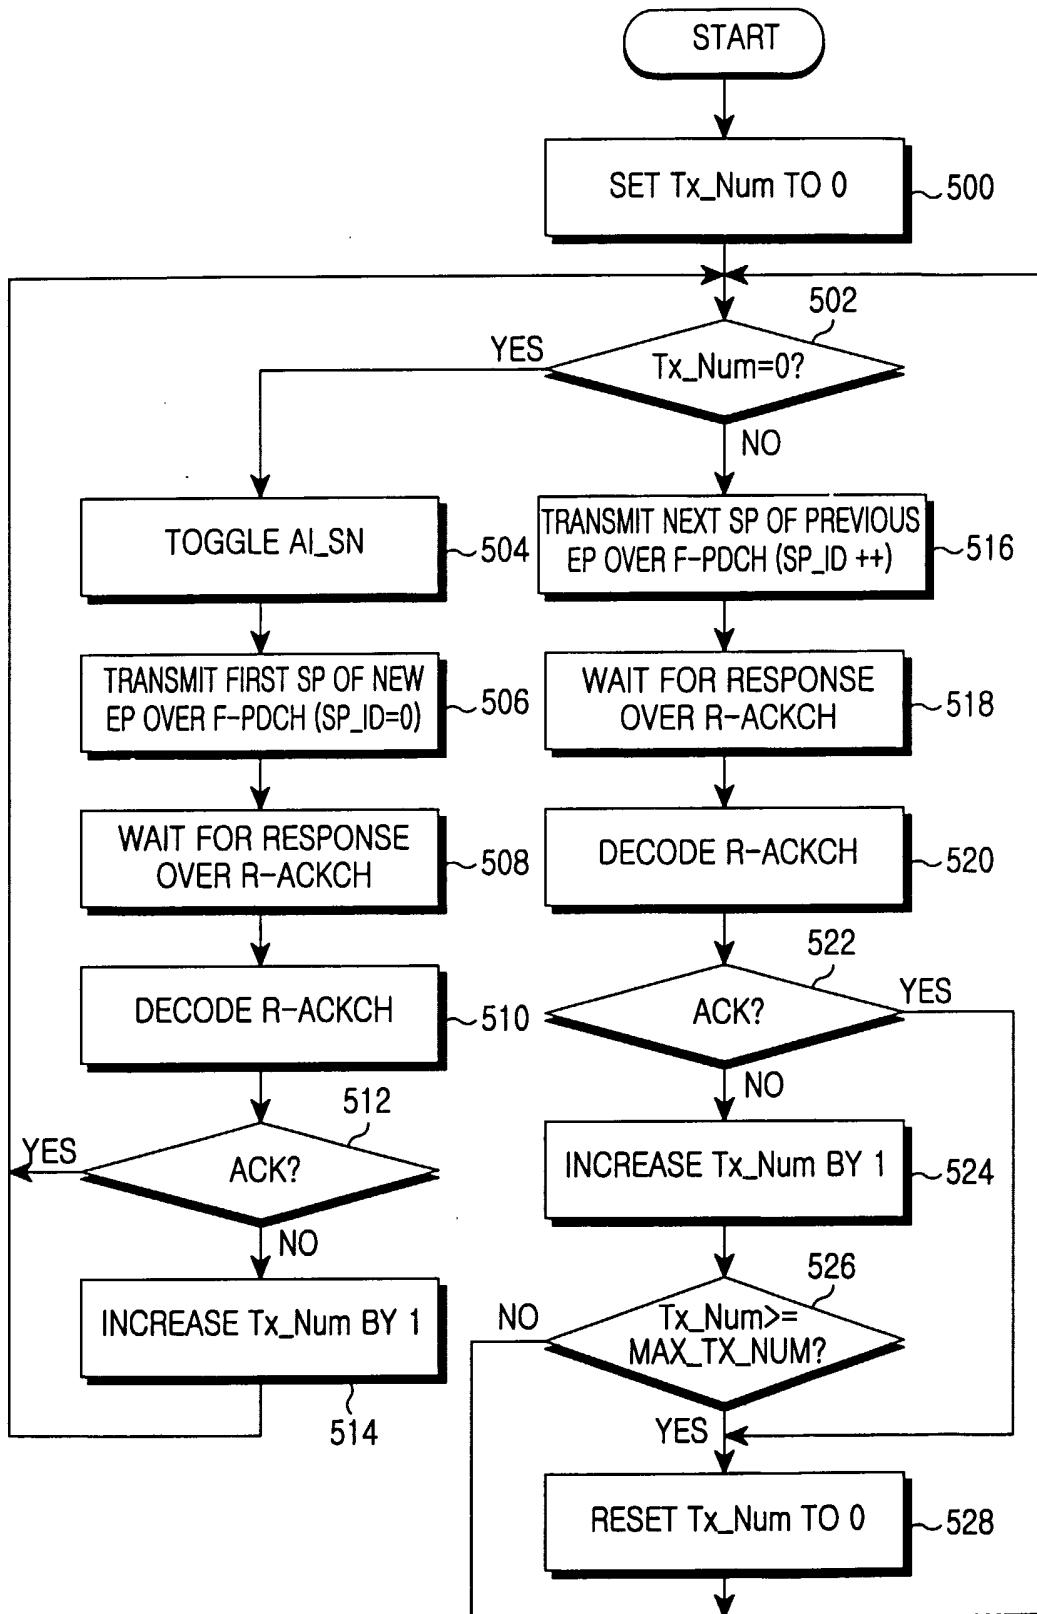 START
SET Tx_Num TO 0
500
502
Tx_Num=0?
YES
NO
TOGGLE AI_SN
504
TRANSMIT NEXT SP OF PREVIOUS
EP OVER F-PDCH (SP_ID ++)
516
TRANSMIT FIRST SP OF NEW
EP OVER F-PDCH (SP_ID=0)
506
WAIT FOR RESPONSE
OVER R-ACKCH
518
WAIT FOR RESPONSE
OVER R-ACKCH
508
DECODE R-ACKCH
520
DECODE R-ACKCH
510
522
ACK?
YES
NO
512
ACK?
YES
NO
INCREASE Tx_Num BY 1
524
INCREASE Tx_Num BY 1
514
526
Tx_Num>=
MAX_TX_NUM?
NO
YES
RESET Tx_Num TO 0
528